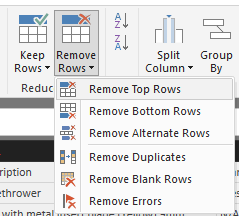 Keep
Rows
Remove
Rows
A
Z
Z
A
Split
Column
Group
By
Reduc
Remove Top Rows
Remove Bottom Rows
Remove Alternate Rows
Remove Duplicates
Remove Blank Rows
Remove Errors
ription
ethrower
with metal